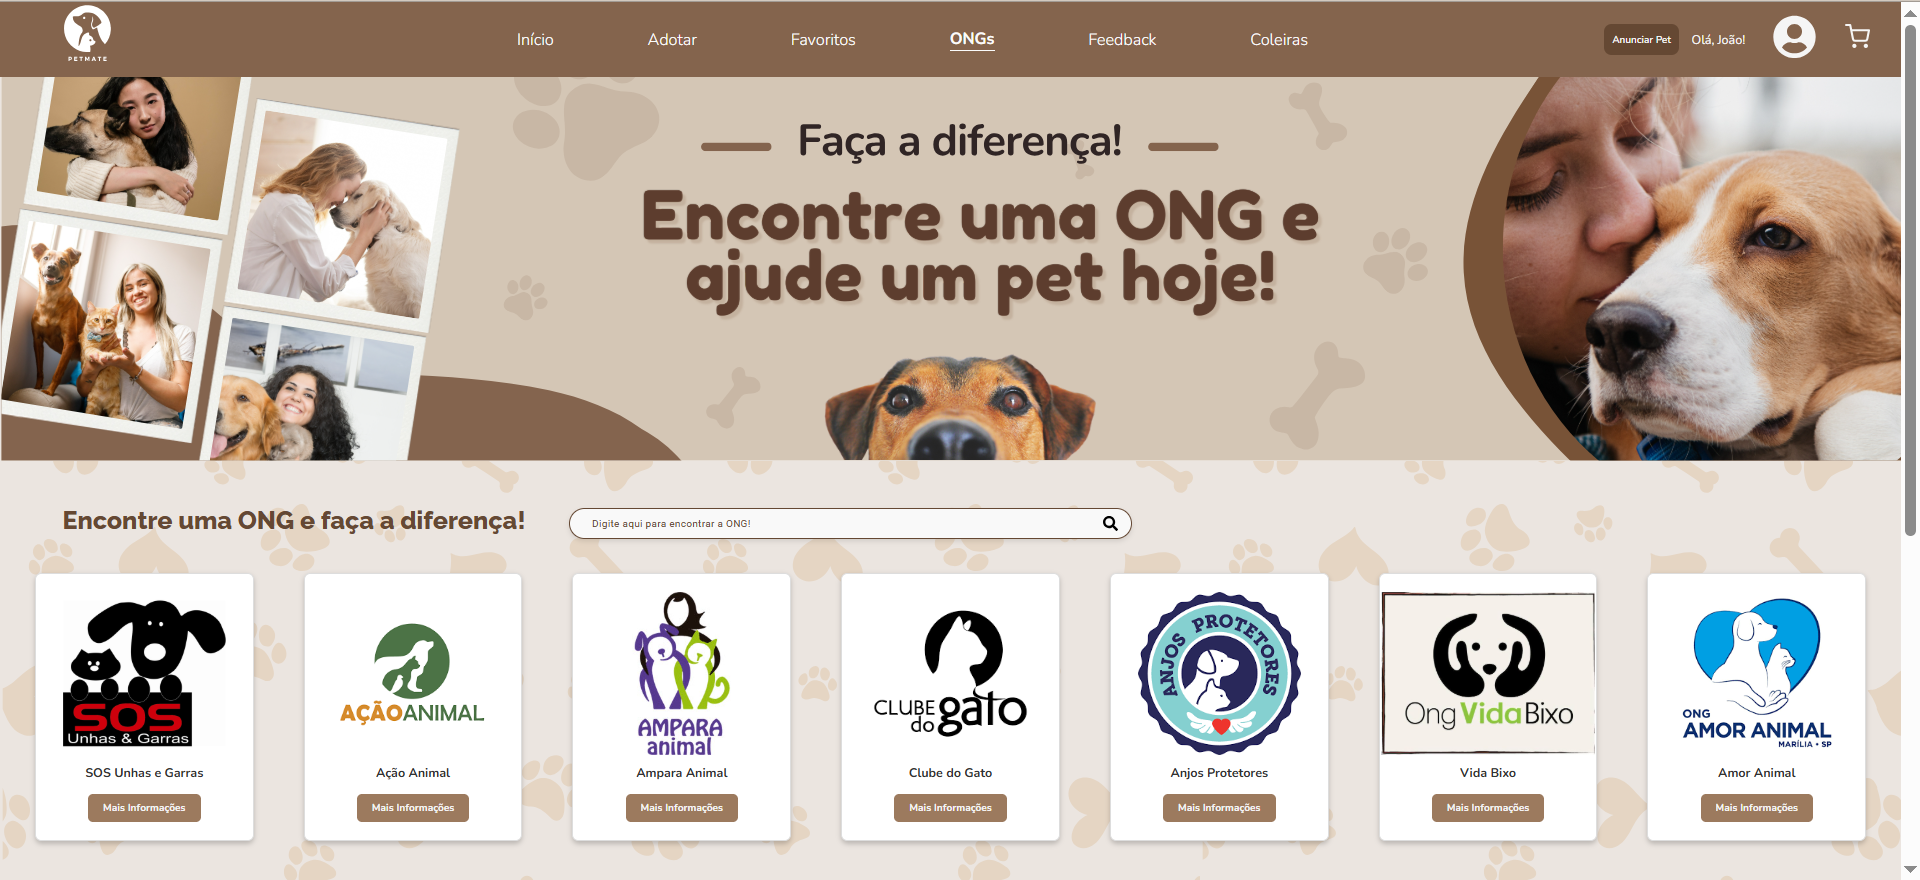 PETMATE
Início
Adotar
Favoritos
ONGs
Feedback
Coleiras
Anunciar Pet
Olá, João!
Faça a diferença!
Encontre uma ONG e
ajude um pet hoje!
Encontre uma ONG e faça a diferença!
Digite aqui para encontrar a ONG!
SOS
Unhas & Garras
SOS Unhas e Garras
Mais Informações
AÇÃOANIMAL
Ação Animal
Mais Informações
AMPARA
animal
Ampara Animal
Mais Informações
CLUBE
do gato
Clube do Gato
Mais Informações
ANJOS PROTETORES
Anjos Protetores
Mais Informações
Ong VidaBixo
Vida Bixo
Mais Informações
ONG
AMOR ANIMAL
MARÍLIA • SP
Amor Animal
Mais Informações